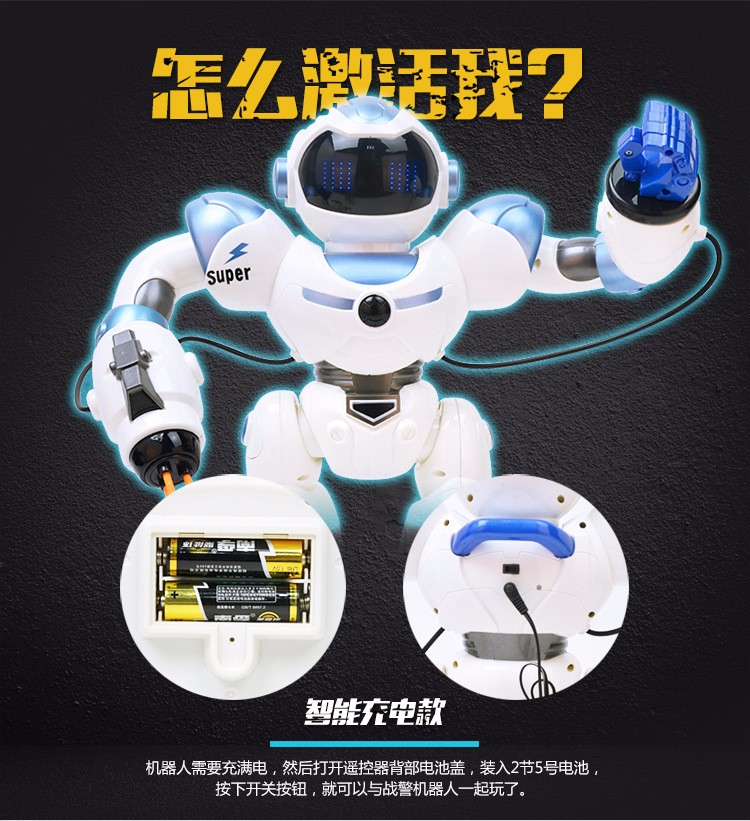 怎么激活我？
Super
智能充电款
机器人需要充满电，然后打开遥控器背部电池盖，装入2节5号电池，
按下开关按钮，就可以与战警机器人一起玩了。